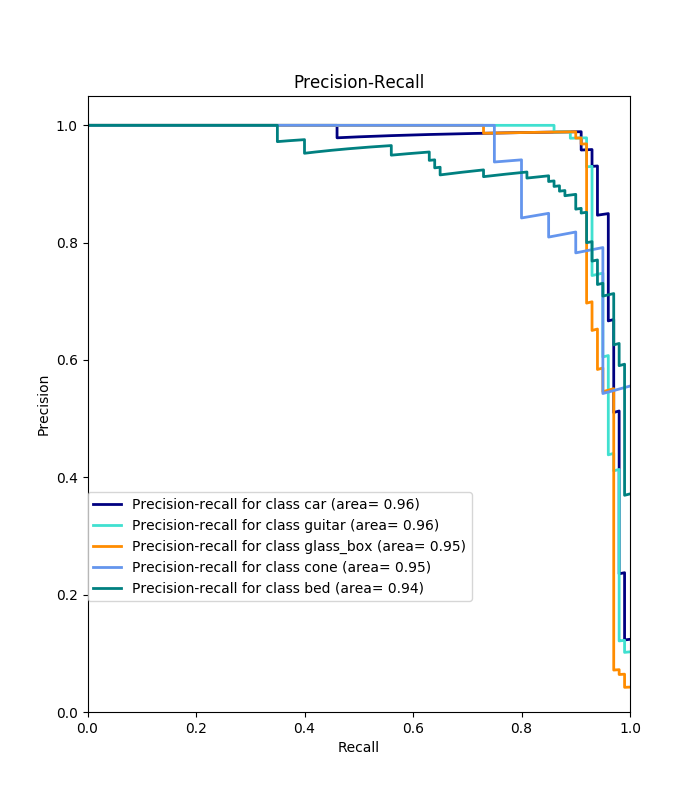 Precision-Recall
1.0
0.8
0.6
0.4
0.2
0.0
Precision
Precision-recall for class car (area= 0.96)
Precision-recall for class guitar (area= 0.96)
Precision-recall for class glass_box (area= 0.95)
Precision-recall for class cone (area= 0.95)
Precision-recall for class bed (area= 0.94)
0.0 0.2 0.4 0.6 0.8 1.0
Recall